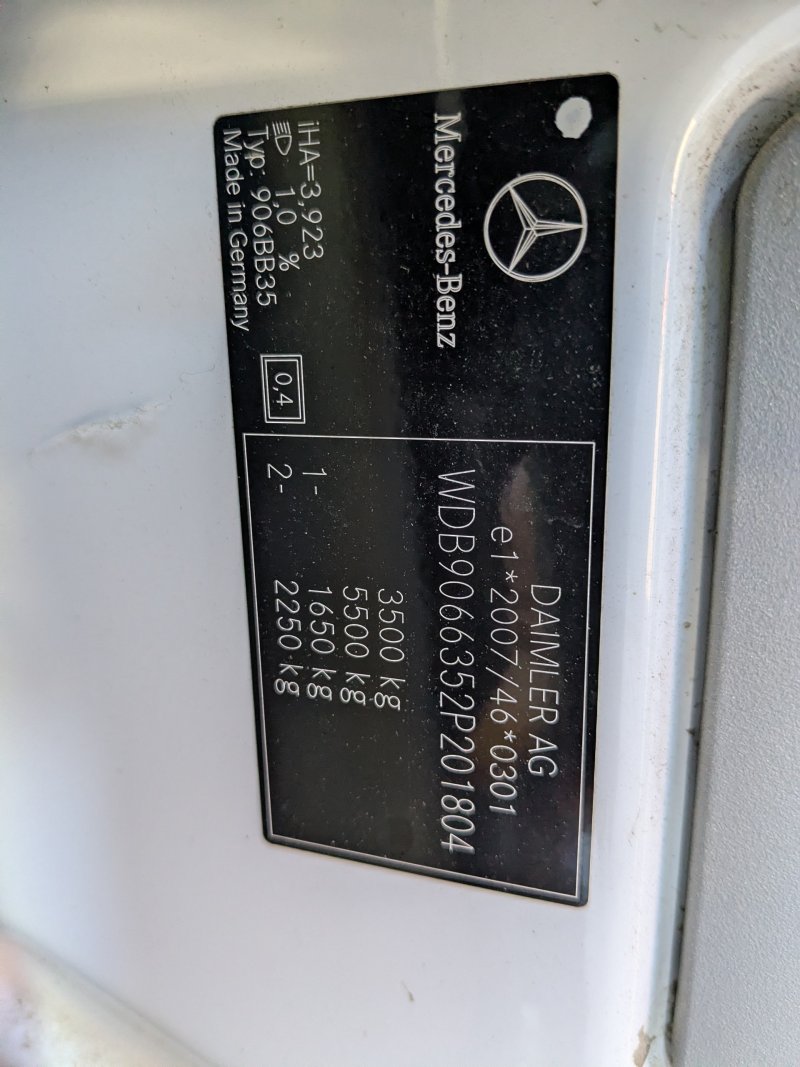 Mercedes-Benz
iHA=3,923
1,0 %
Typ: 906BB35
Made in Germany
0,4
DAIMLER AG
e1*2007/46*0301
WDB9066352P201804
3500 kg
5500 kg
1- 1650 kg
2- 2250 kg